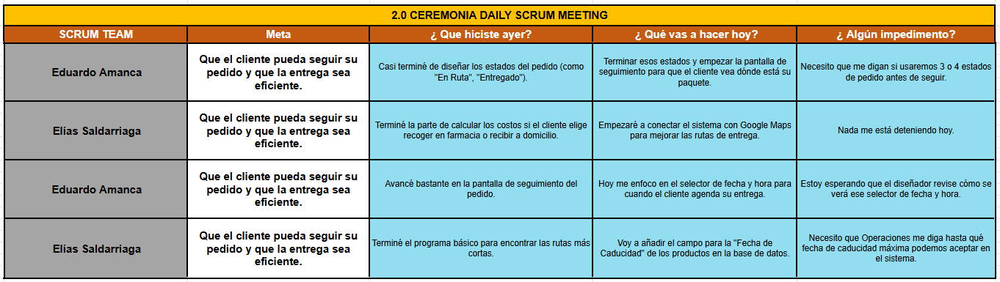 2.0 CEREMONIA DAILY SCRUM MEETING
SCRUM TEAM
Meta
¿ Que hiciste ayer?
¿ Qué vas a hacer hoy?
¿ Algún impedimento?
Eduardo Amanca
Que el cliente pueda seguir su
pedido y que la entrega sea
eficiente.
Casi terminé de diseñar los estados del pedido (como
"En Ruta", "Entregado").
Terminar esos estados y empezar la pantalla de
seguimiento para que el cliente vea dónde está su
paquete.
Necesito que me digan si usaremos 3 o 4 estados
de pedido antes de seguir.
Elías Saldarriaga
Que el cliente pueda seguir su
pedido y que la entrega sea
eficiente.
Terminé la parte de calcular los costos si el cliente elige
recoger en farmacia o recibir a domicilio.
Empezaré a conectar el sistema con Google Maps
para mejorar las rutas de entrega.
Nada me está deteniendo hoy.
Eduardo Amanca
Que el cliente pueda seguir su
pedido y que la entrega sea
eficiente.
Avancé bastante en la pantalla de seguimiento del
pedido.
Hoy me enfoco en el selector de fecha y hora para
cuando el cliente agenda su entrega.
Estoy esperando que el diseñador revise cómo se
verá ese selector de fecha y hora.
Elías Saldarriaga
Que el cliente pueda seguir su
pedido y que la entrega sea
eficiente.
Terminé el programa básico para encontrar las rutas más
cortas.
Voy a añadir el campo para la "Fecha de
Caducidad" de los productos en la base de datos.
Necesito que Operaciones me diga hasta qué
fecha de caducidad máxima podemos aceptar en
el sistema.